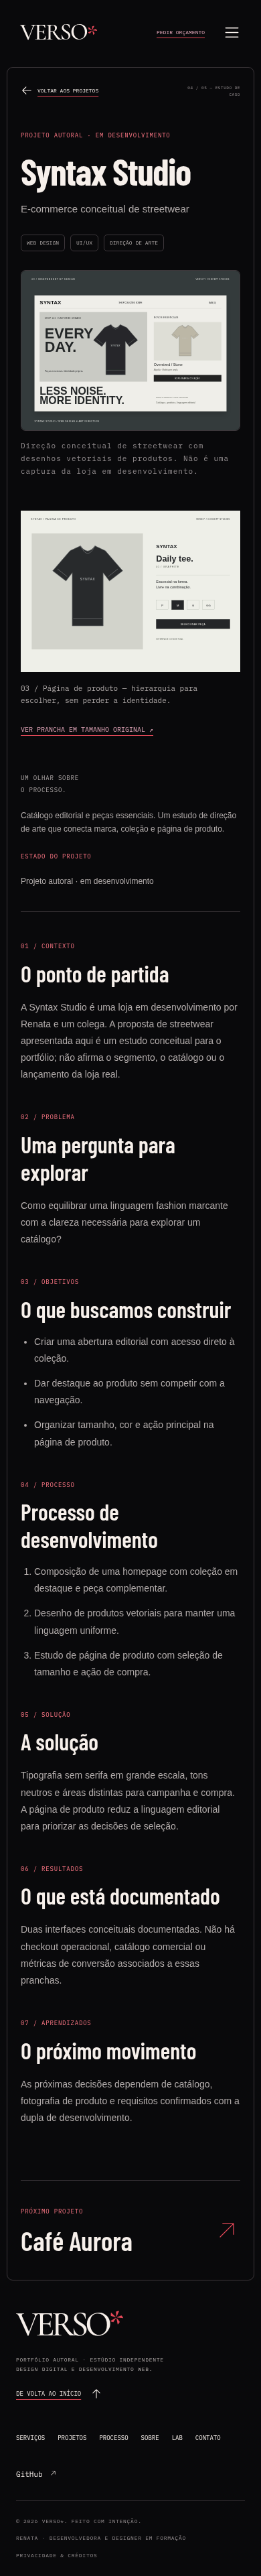 VERSO*
PEDIR ORÇAMENTO
← VOLTAR AOS PROJETOS
04 / 05 — ESTUDO DE
CASO
PROJETO AUTORAL · EM DESENVOLVIMENTO
Syntax Studio
E-commerce conceitual de streetwear
WEB DESIGN
UI/UX
DIREÇÃO DE ARTE
SYNTAX
EVERY
DAY.
LESS NOISE.
MORE IDENTITY.
Direção conceitual de streetwear com
desenhos vetoriais de produtos. Não é uma
captura da loja em desenvolvimento.
SYNTAX
SYNTAX
Daily tee.
Essencial na forma.
Livre na combinação.
03 / Página de produto — hierarquia para
escolher, sem perder a identidade.
VER PRANCHA EM TAMANHO ORIGINAL ↗
UM OLHAR SOBRE
O PROCESSO.
Catálogo editorial e peças essenciais. Um estudo de direção
de arte que conecta marca, coleção e página de produto.
ESTADO DO PROJETO
Projeto autoral · em desenvolvimento
01 / CONTEXTO
O ponto de partida
A Syntax Studio é uma loja em desenvolvimento por
Renata e um colega. A proposta de streetwear
apresentada aqui é um estudo conceitual para o
portfólio; não afirma o segmento, o catálogo ou o
lançamento da loja real.
02 / PROBLEMA
Uma pergunta para
explorar
Como equilibrar uma linguagem fashion marcante
com a clareza necessária para explorar um
catálogo?
03 / OBJETIVOS
O que buscamos construir
• Criar uma abertura editorial com acesso direto à
coleção.
• Dar destaque ao produto sem competir com a
navegação.
• Organizar tamanho, cor e ação principal na
página de produto.
04 / PROCESSO
Processo de
desenvolvimento
1. Composição de uma homepage com coleção em
destaque e peça complementar.
2. Desenho de produtos vetoriais para manter uma
linguagem uniforme.
3. Estudo de página de produto com seleção de
tamanho e ação de compra.
05 / SOLUÇÃO
A solução
Tipografia sem serifa em grande escala, tons
neutros e áreas distintas para campanha e compra.
A página de produto reduz a linguagem editorial
para priorizar as decisões de seleção.
06 / RESULTADOS
O que está documentado
Duas interfaces conceituais documentadas. Não há
checkout operacional, catálogo comercial ou
métricas de conversão associados a essas
pranchas.
07 / APRENDIZADOS
O próximo movimento
As próximas decisões dependem de catálogo,
fotografia de produto e requisitos confirmados com a
dupla de desenvolvimento.
PRÓXIMO PROJETO
Café Aurora
VERSO*
PORTFÓLIO AUTORAL · ESTÚDIO INDEPENDENTE
DESIGN DIGITAL E DESENVOLVIMENTO WEB.
DE VOLTA AO INÍCIO ↑
SERVIÇOS PROJETOS PROCESSO SOBRE LAB CONTATO
GitHub ↗
© 2026 VERSO*. FEITO COM INTENÇÃO.
RENATA · DESENVOLVEDORA E DESIGNER EM FORMAÇÃO
PRIVACIDADE & CRÉDITOS